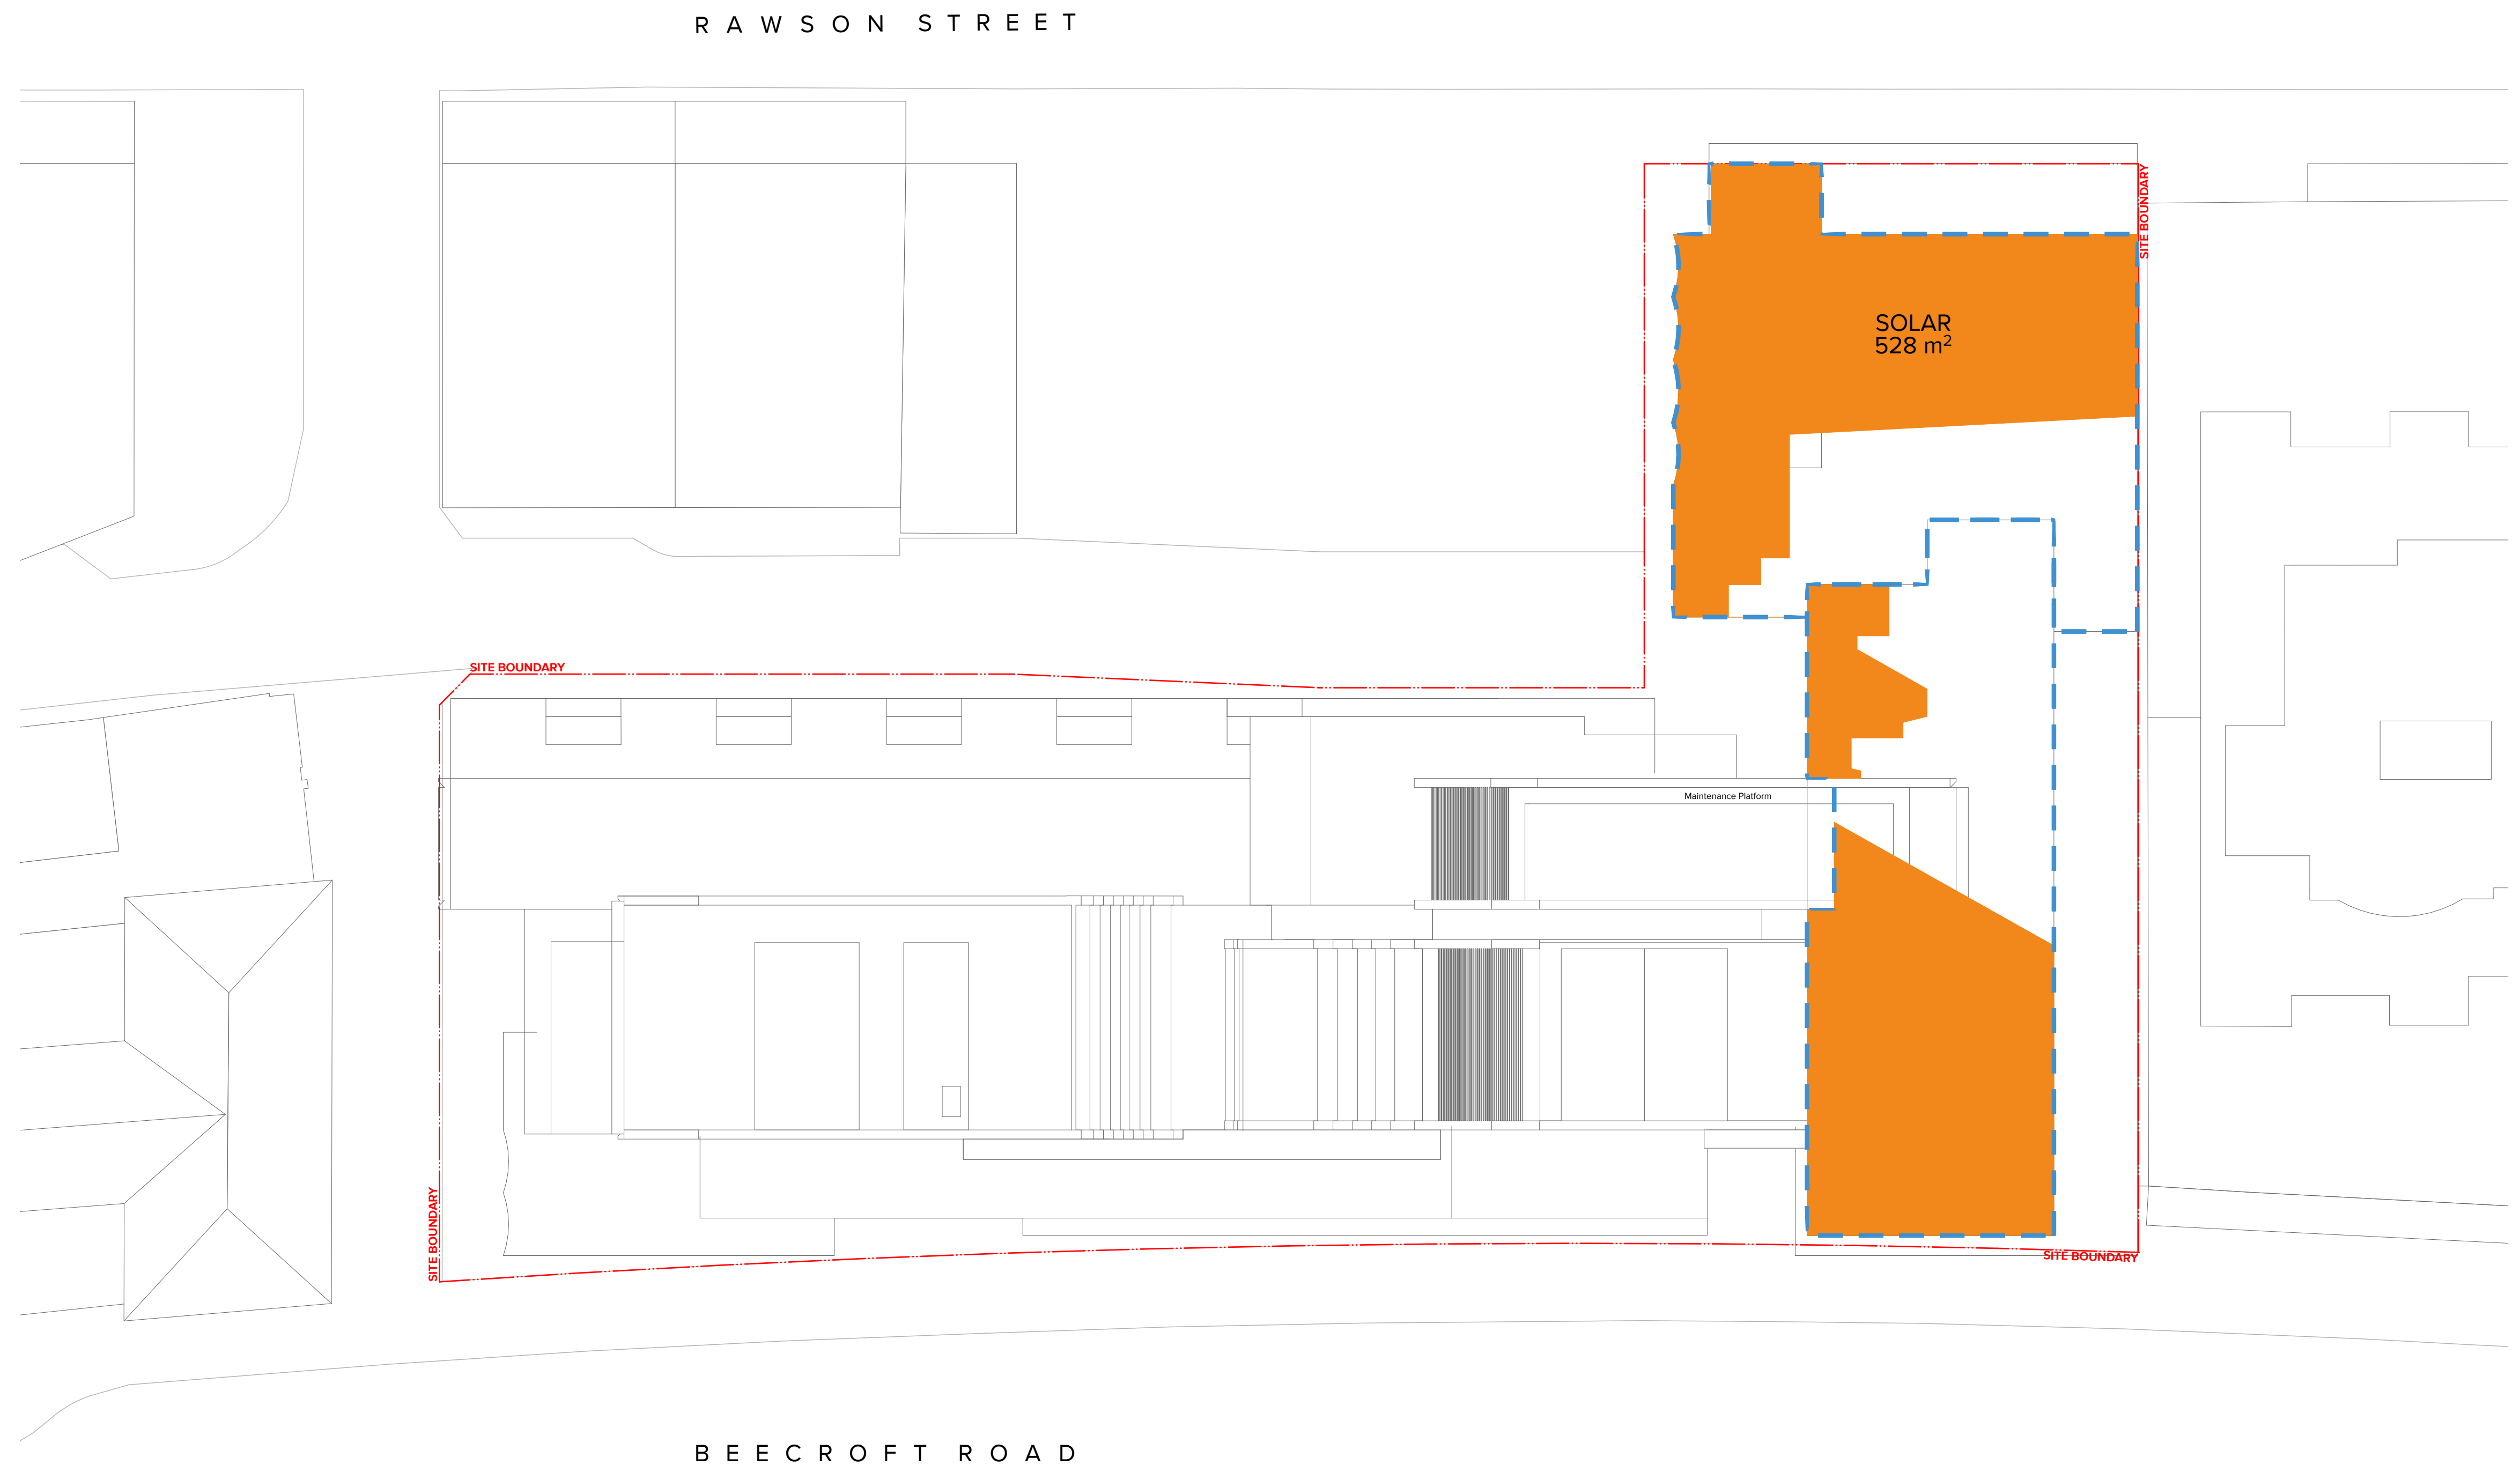 RAWSON STREET
SITE BOUNDARY
SOLAR
528 m²
SITE BOUNDARY
Maintenance Platform
SITE BOUNDARY
SITE BOUNDARY
BEECROFT ROAD